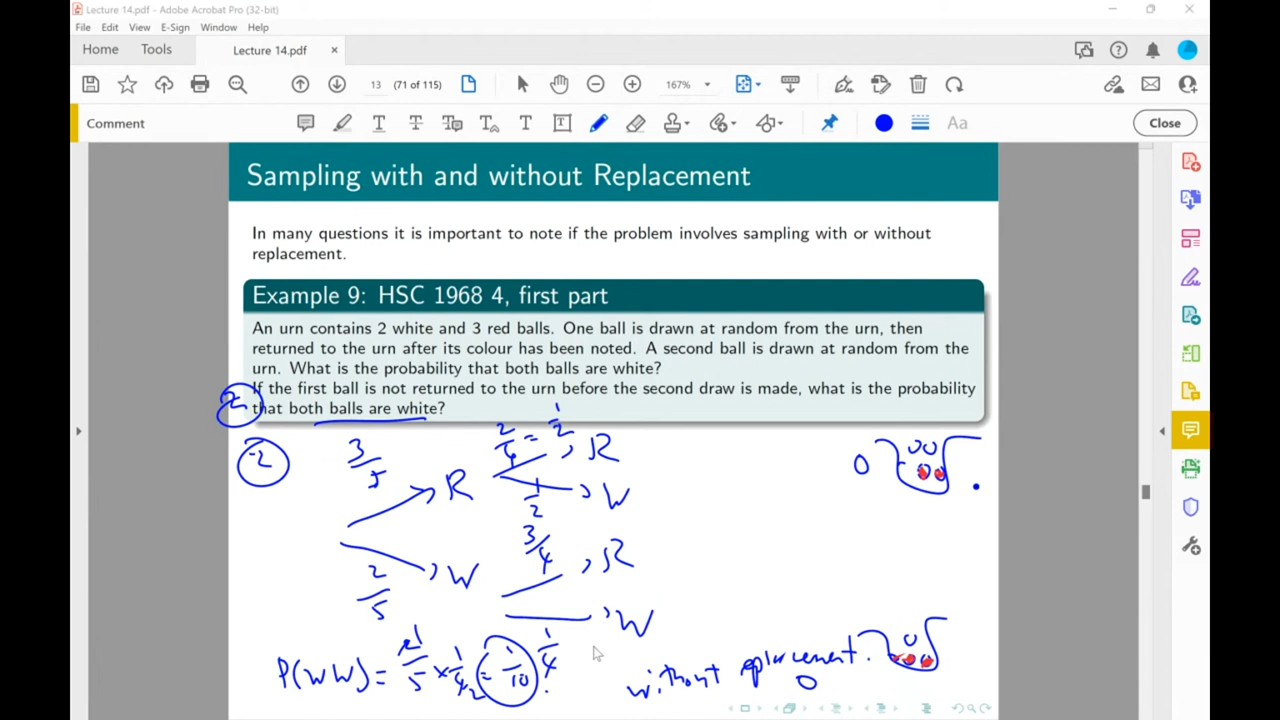 Lecture 14.pdf - Adobe Acrobat Pro (32-bit)
File Edit View E-Sign Window Help
Home Tools Lecture 14.pdf ×
13 (71 of 115) 167%
Comment Aa Close
Sampling with and without Replacement
In many questions it is important to note if the problem involves sampling with or without
replacement.
Example 9: HSC 1968 4, first part
An urn contains 2 white and 3 red balls. One ball is drawn at random from the urn, then
returned to the urn after its colour has been noted. A second ball is drawn at random from the
urn. What is the probability that both balls are white?
If the first ball is not returned to the urn before the second draw is made, what is the probability
that both balls are white?
2
2
3/5 R 2/4 = 1/2 R
1/2 W
3/4 R
2/5 W
W
1/4
P(WW) = 2/5 × 1/4 = 1/10
without eplacement.